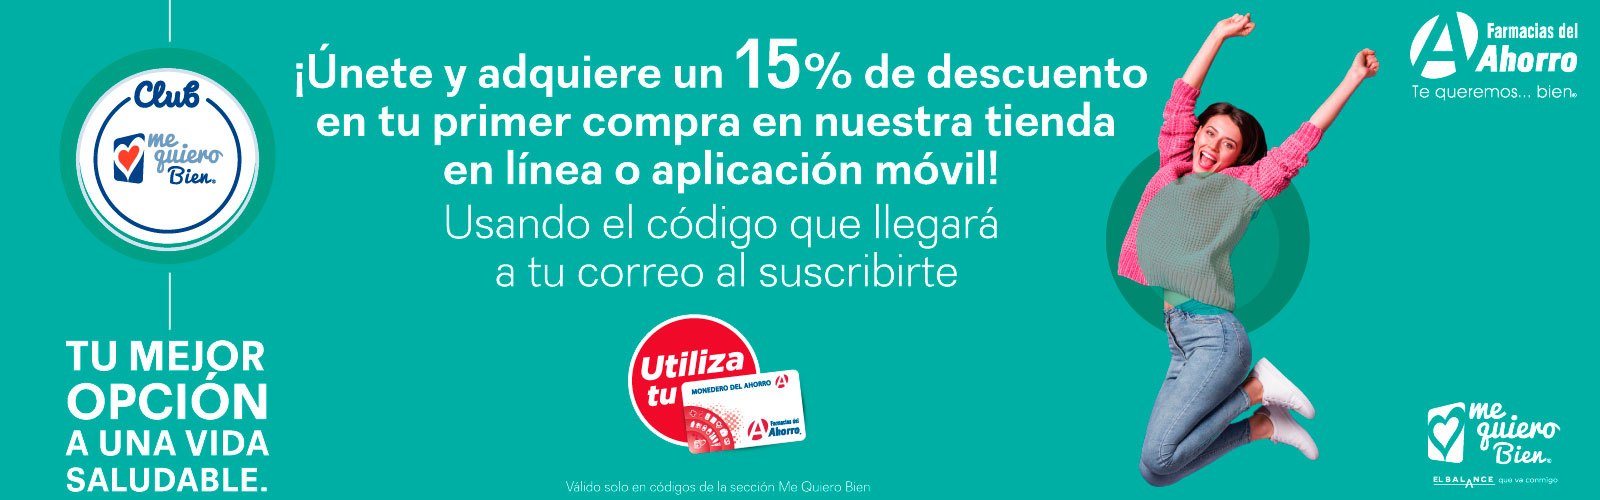 Club
me
quiero
Bien®
TU MEJOR
OPCIÓN
A UNA VIDA
SALUDABLE.
¡Únete y adquiere un 15% de descuento
en tu primer compra en nuestra tienda
en línea o aplicación móvil!
Usando el código que llegará
a tu correo al suscribirte
Utiliza
tu
MONEDERO DEL AHORRO A
A Farmacias del
Ahorro.
Válido solo en códigos de la sección Me Quiero Bien
A Farmacias del
Ahorro
Te queremos... bien®
me
quiero
Bien®
EL BALANCE que va conmigo